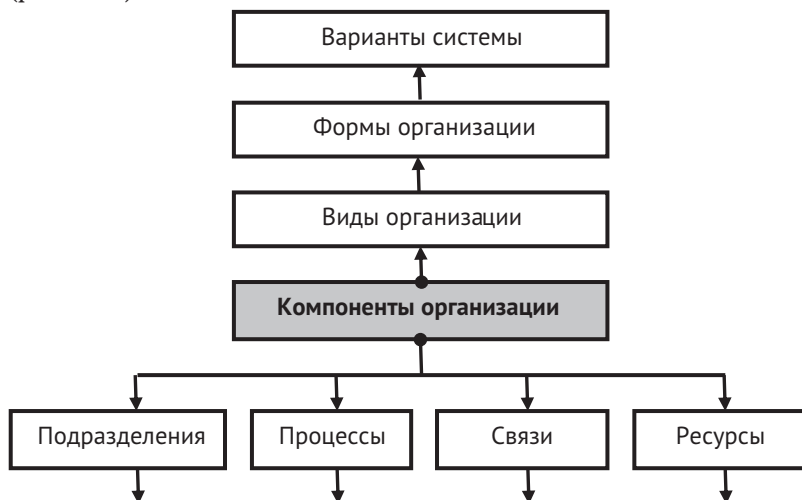 Варианты системы
Формы организации
Виды организации
Компоненты организации
Подразделения Процессы Связи Ресурсы